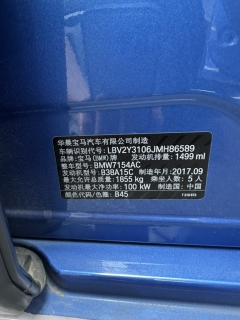 华晨宝马汽车有限公司制造
车辆识别代号: LBV2Y3106JMH86589
品牌: 宝马(BMW)牌 发动机排量: 1499 ml
整车型号: BMW7154AC
发动机型号: B38A15C 制造年月: 2017.09
最大允许总质量: 1855 kg 乘坐人数: 5 人
发动机最大净功率: 100 kW 制造国: 中国
颜色代码/色雅: B45